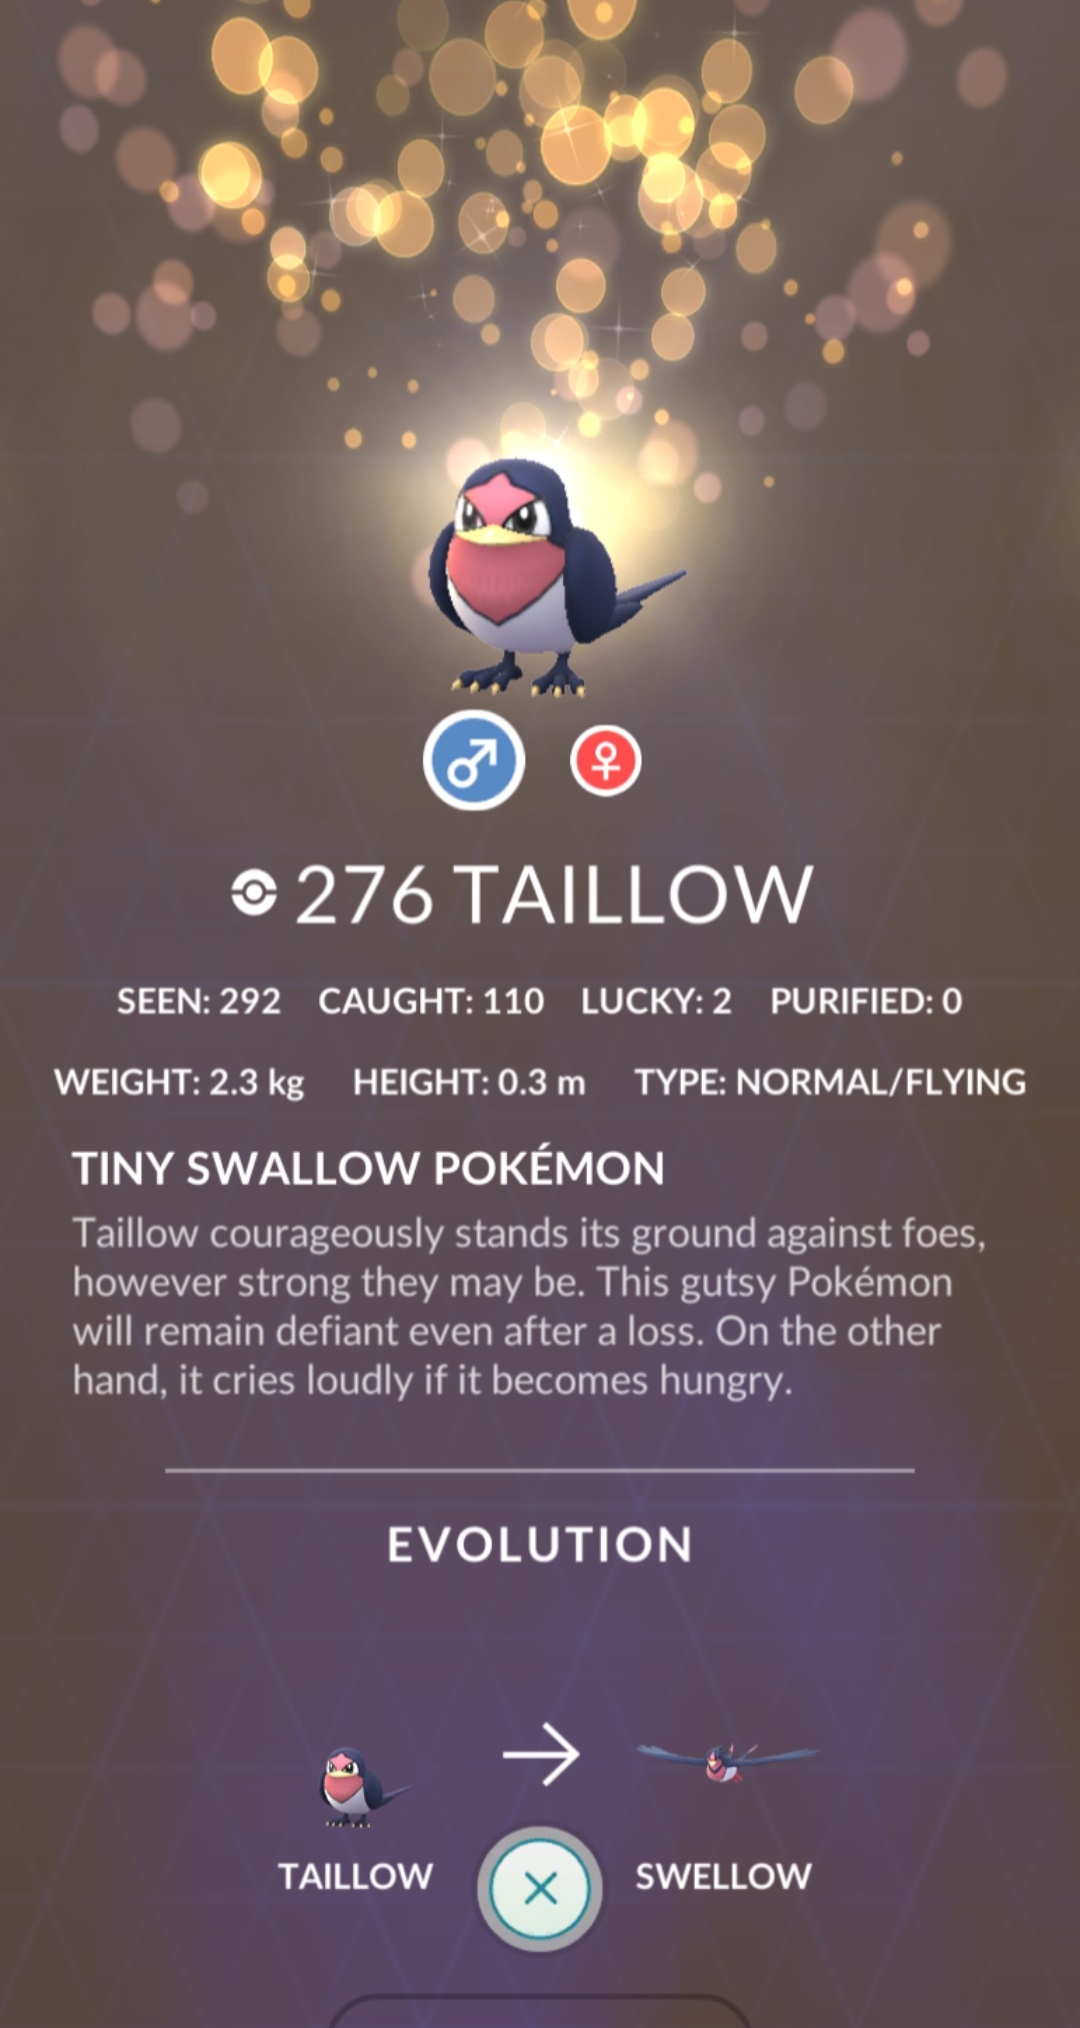 276 TAILLOW
SEEN: 292 CAUGHT: 110 LUCKY: 2 PURIFIED: 0
WEIGHT: 2.3 kg HEIGHT: 0.3 m TYPE: NORMAL/FLYING
TINY SWALLOW POKÉMON
Taillow courageously stands its ground against foes,
however strong they may be. This gutsy Pokémon
will remain defiant even after a loss. On the other
hand, it cries loudly if it becomes hungry.
EVOLUTION
TAILLOW SWELLOW